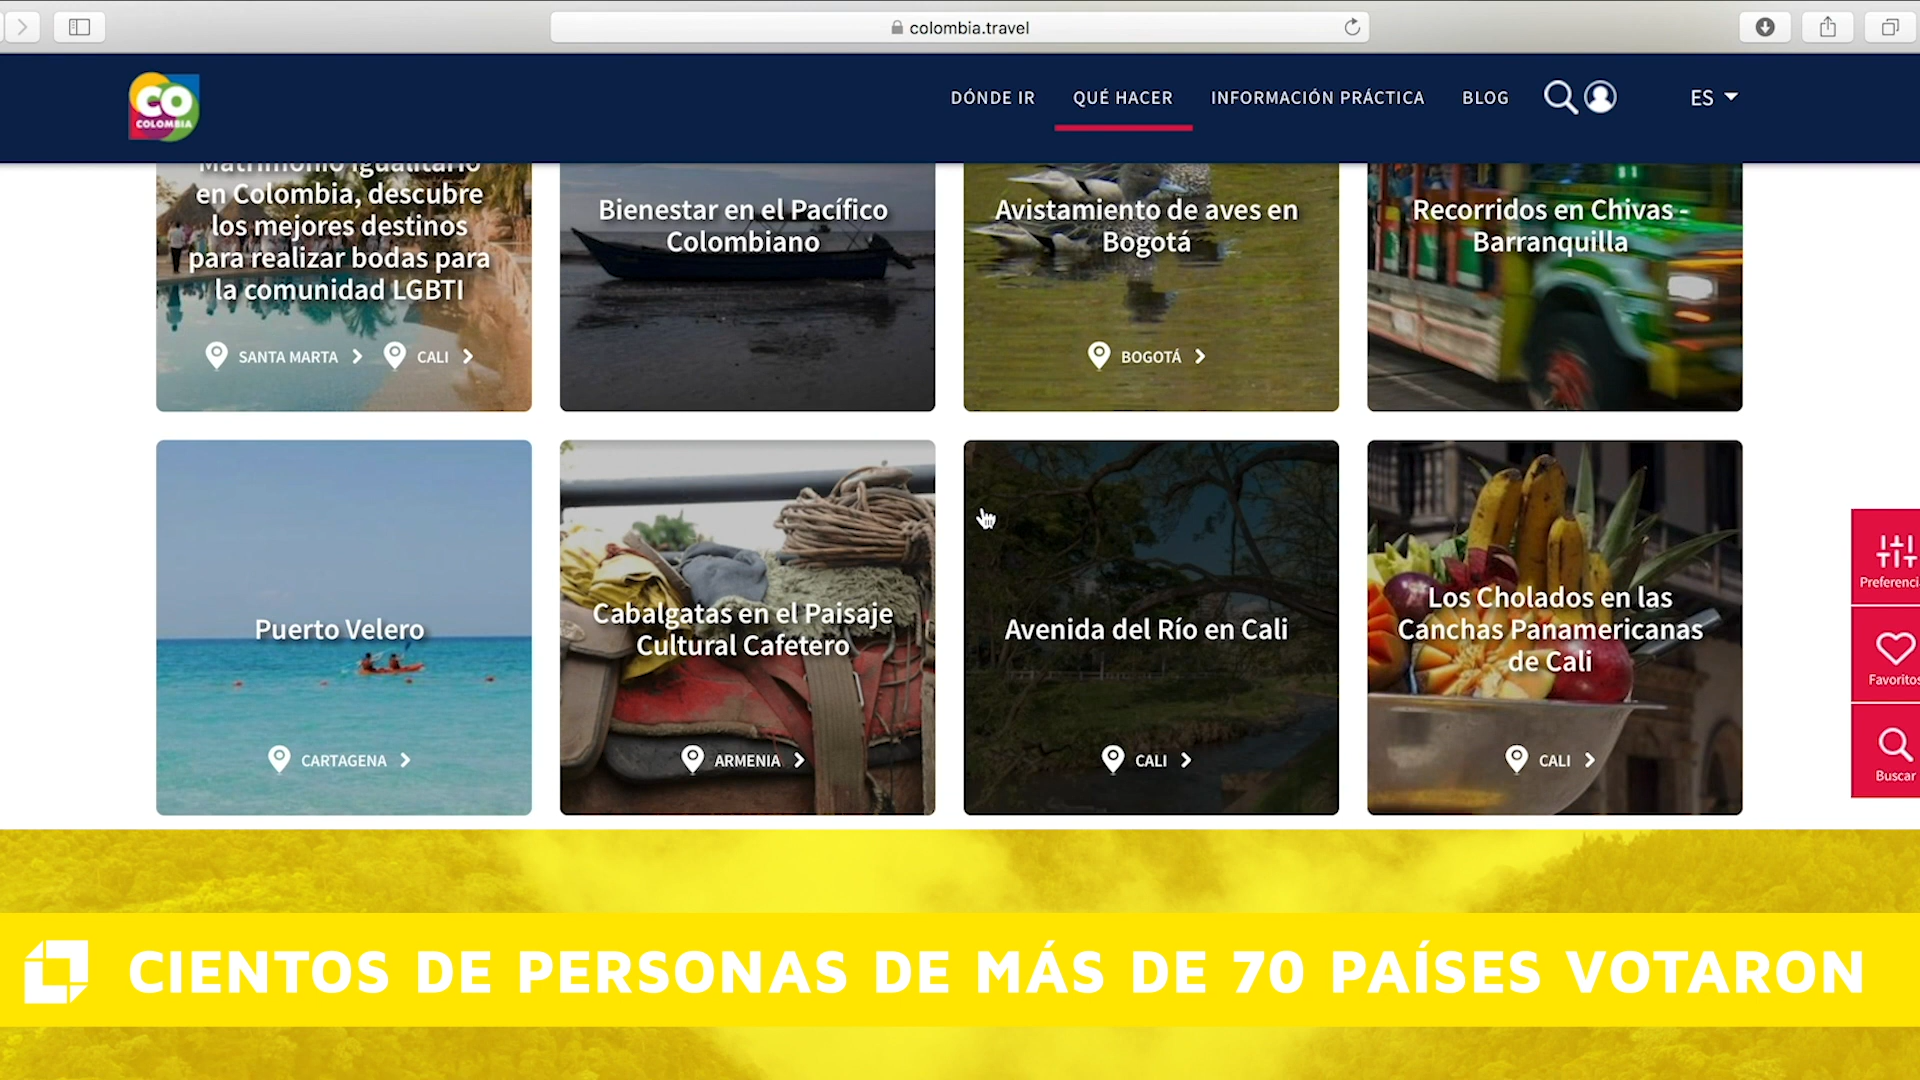 colombia.travel
CO
COLOMBIA
DÓNDE IR
QUÉ HACER
INFORMACIÓN PRÁCTICA
BLOG
ES
Matrimonio igualitario
en Colombia, descubre
los mejores destinos
para realizar bodas para
la comunidad LGBTI
SANTA MARTA
CALI
Bienestar en el Pacífico
Colombiano
Avistamiento de aves en
Bogotá
BOGOTÁ
Recorridos en Chivas -
Barranquilla
Puerto Velero
CARTAGENA
Cabalgatas en el Paisaje
Cultural Cafetero
ARMENIA
Avenida del Río en Cali
CALI
Los Cholados en las
Canchas Panamericanas
de Cali
CALI
Preferenci
Favoritos
Buscar
CIENTOS DE PERSONAS DE MÁS DE 70 PAÍSES VOTARON